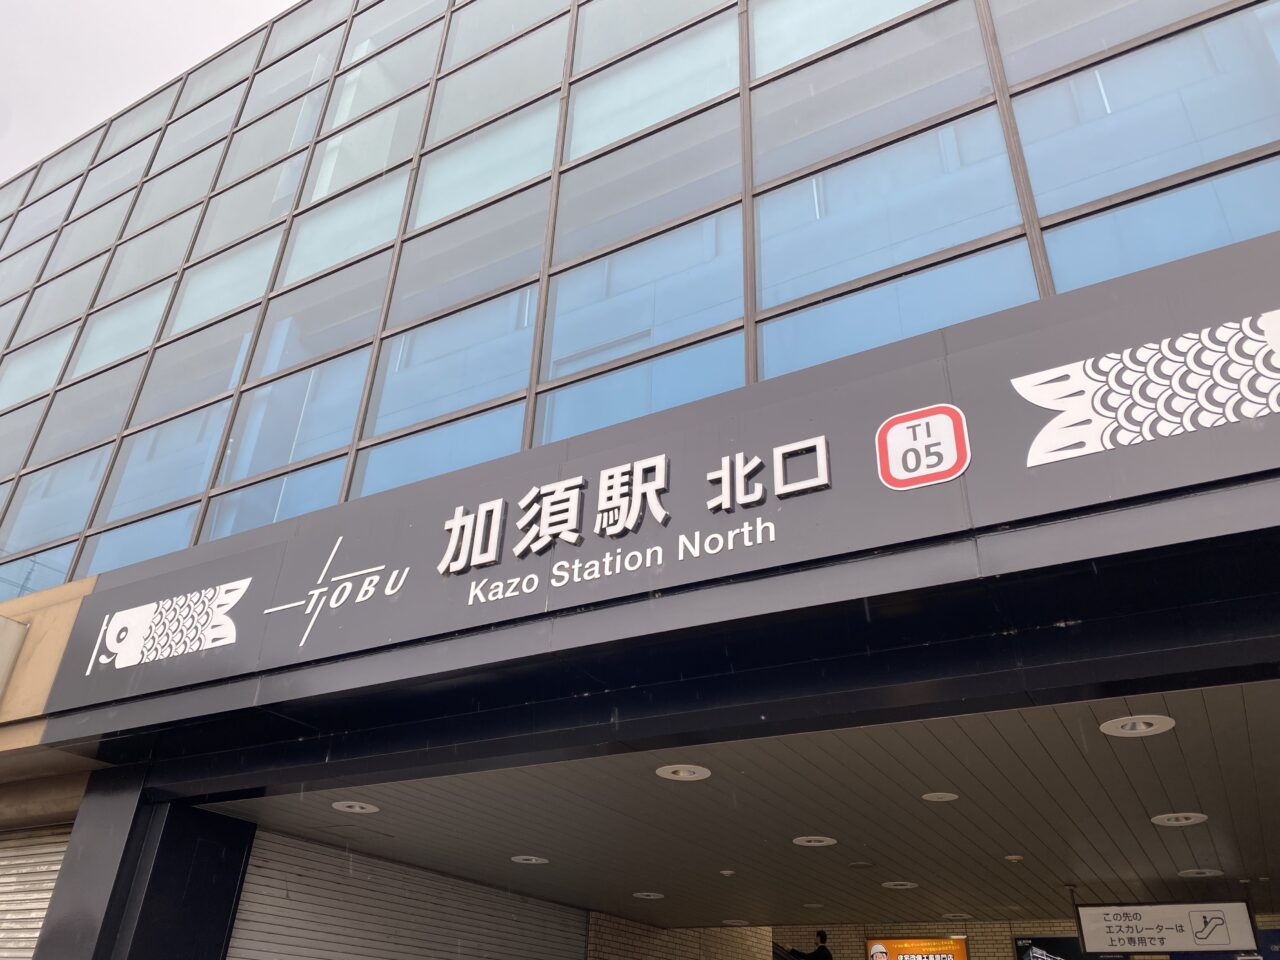 TOBU
加須駅 北口
Kazo Station North
TI
05
この先の
エスカレーターは
上り専用です